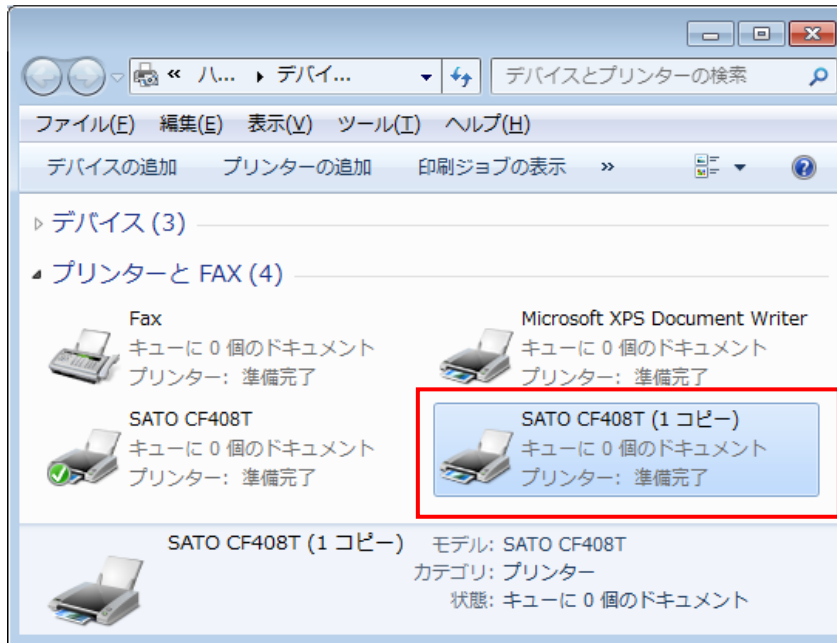 « ハ... ▸ デバイ...
デバイスとプリンターの検索
ファイル(F) 編集(E) 表示(V) ツール(T) ヘルプ(H)
デバイスの追加 プリンターの追加 印刷ジョブの表示 »
デバイス (3)
プリンターと FAX (4)
Fax
キューに 0 個のドキュメント
プリンター: 準備完了
Microsoft XPS Document Writer
キューに 0 個のドキュメント
プリンター: 準備完了
SATO CF408T
キューに 0 個のドキュメント
プリンター: 準備完了
SATO CF408T (1 コピー)
キューに 0 個のドキュメント
プリンター: 準備完了
SATO CF408T (1 コピー)
モデル: SATO CF408T
カテゴリ: プリンター
状態: キューに 0 個のドキュメント